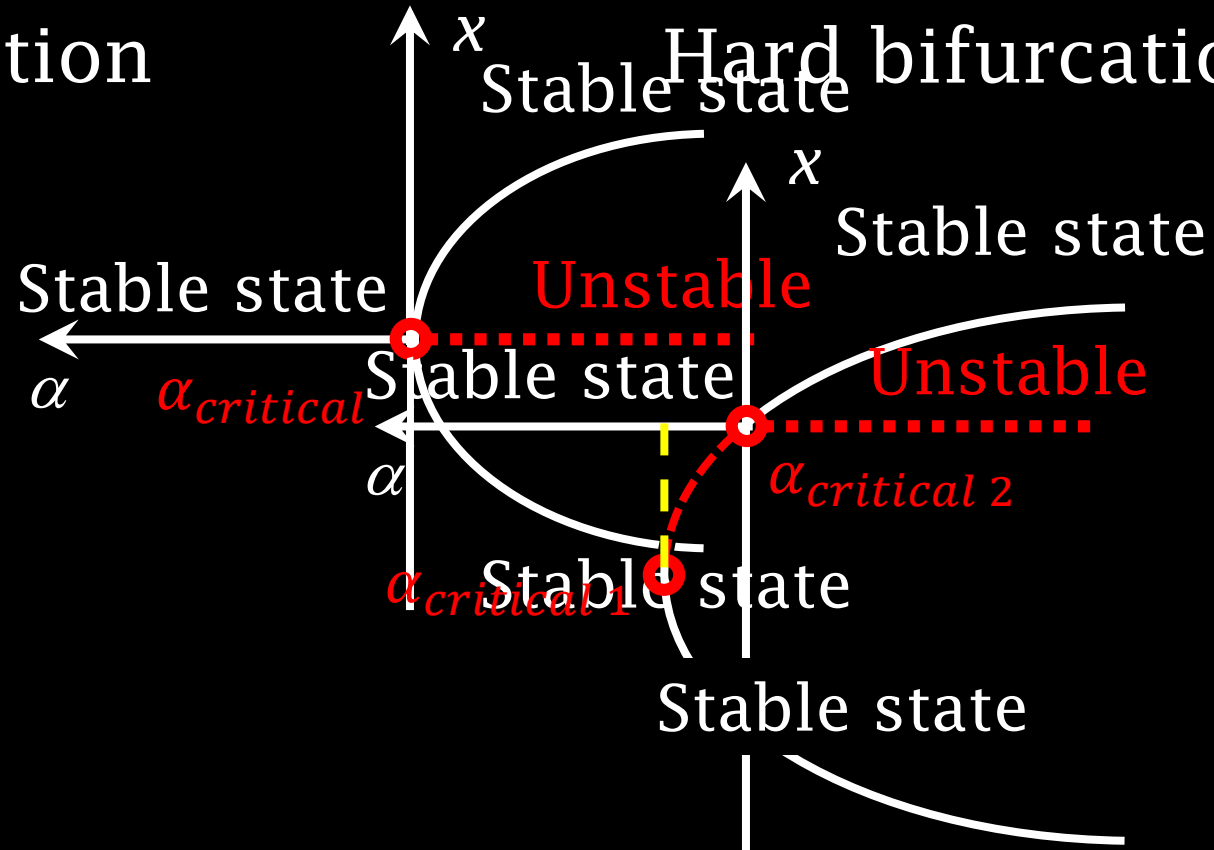 tion
Hard bifurcatio
x
Stable state
x
Stable state
Stable state
Unstable
α
α_critical
Stable state
Unstable
α
α_critical 2
α_critical 1
Stable state
Stable state